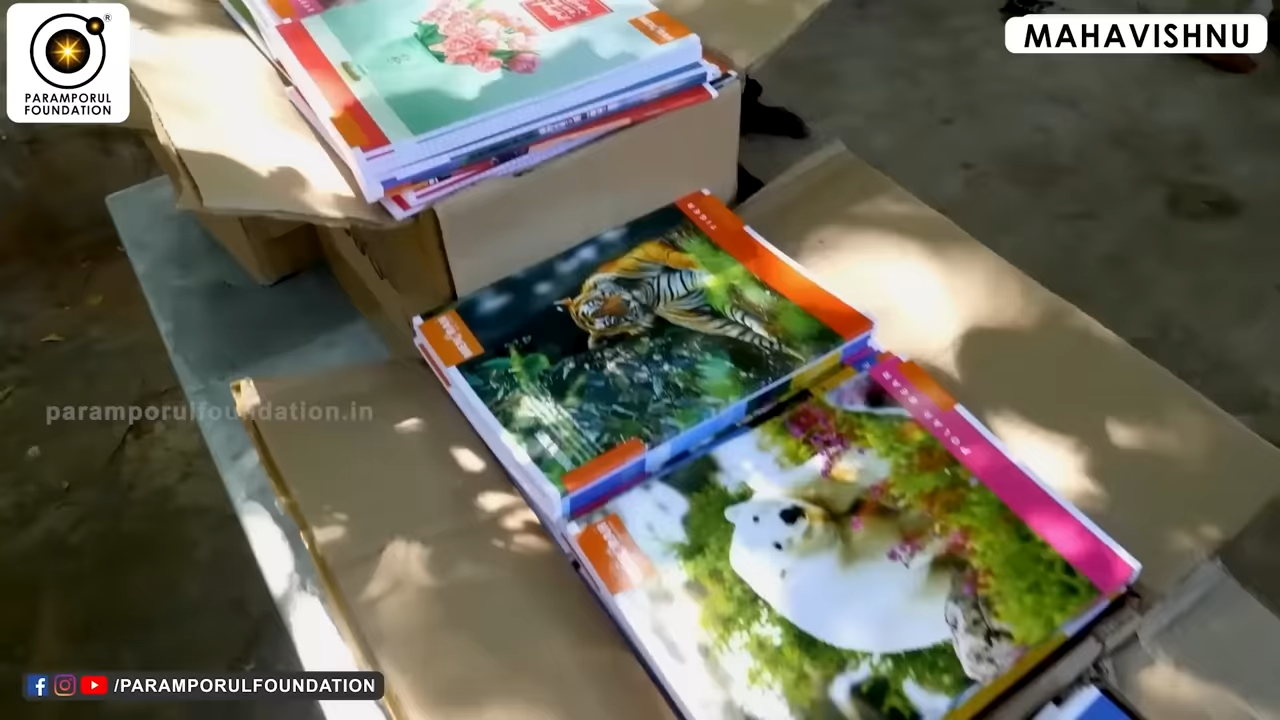 PARAMPORUL
FOUNDATION
MAHAVISHNU
TIGER
POLAR BEAR
paramporulfoundation.in
/PARAMPORULFOUNDATION